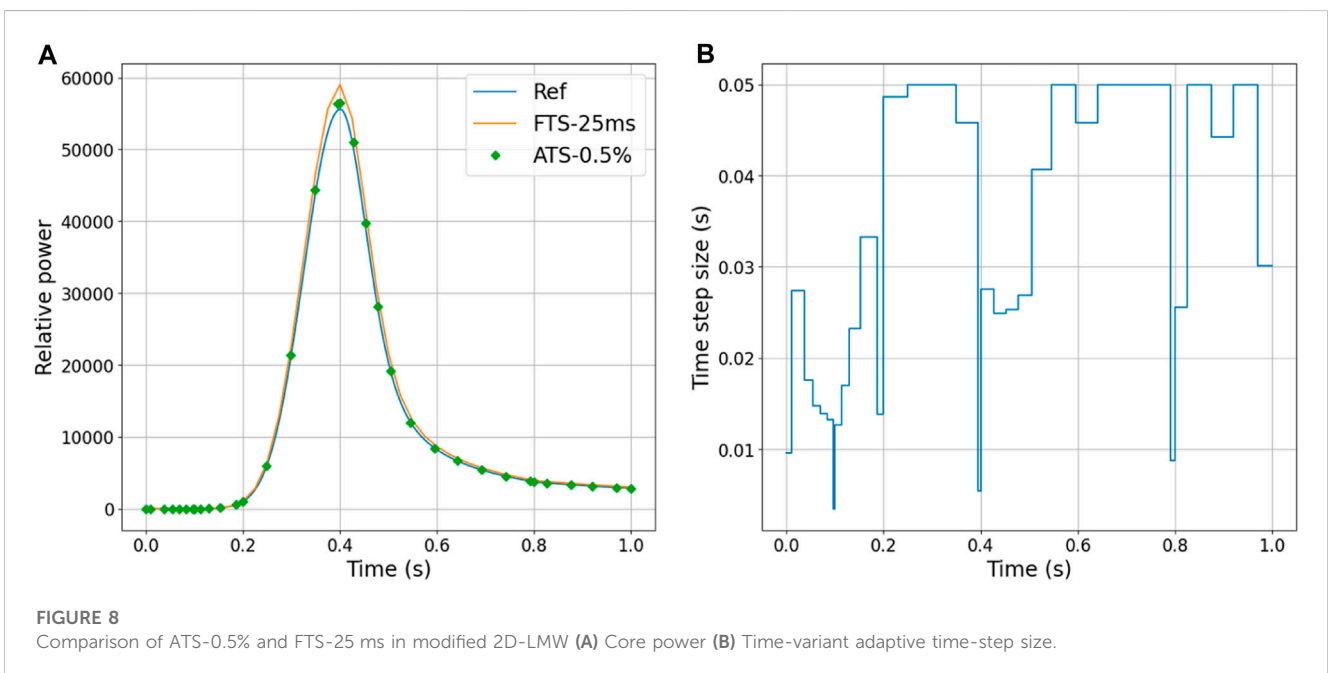 A
60000
50000
40000
30000
20000
10000
0
Relative power
0.0 0.2 0.4 0.6 0.8 1.0
Time (s)
Ref
FTS-25ms
ATS-0.5%
B
0.05
0.04
0.03
0.02
0.01
Time step size (s)
0.0 0.2 0.4 0.6 0.8 1.0
Time (s)
FIGURE 8
Comparison of ATS-0.5% and FTS-25 ms in modified 2D-LMW (A) Core power (B) Time-variant adaptive time-step size.